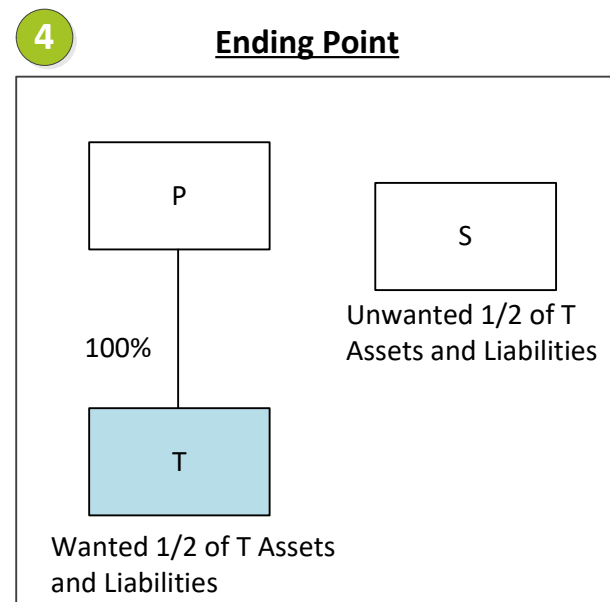 4
Ending Point
P
S
Unwanted 1/2 of T
Assets and Liabilities
100%
T
Wanted 1/2 of T Assets
and Liabilities